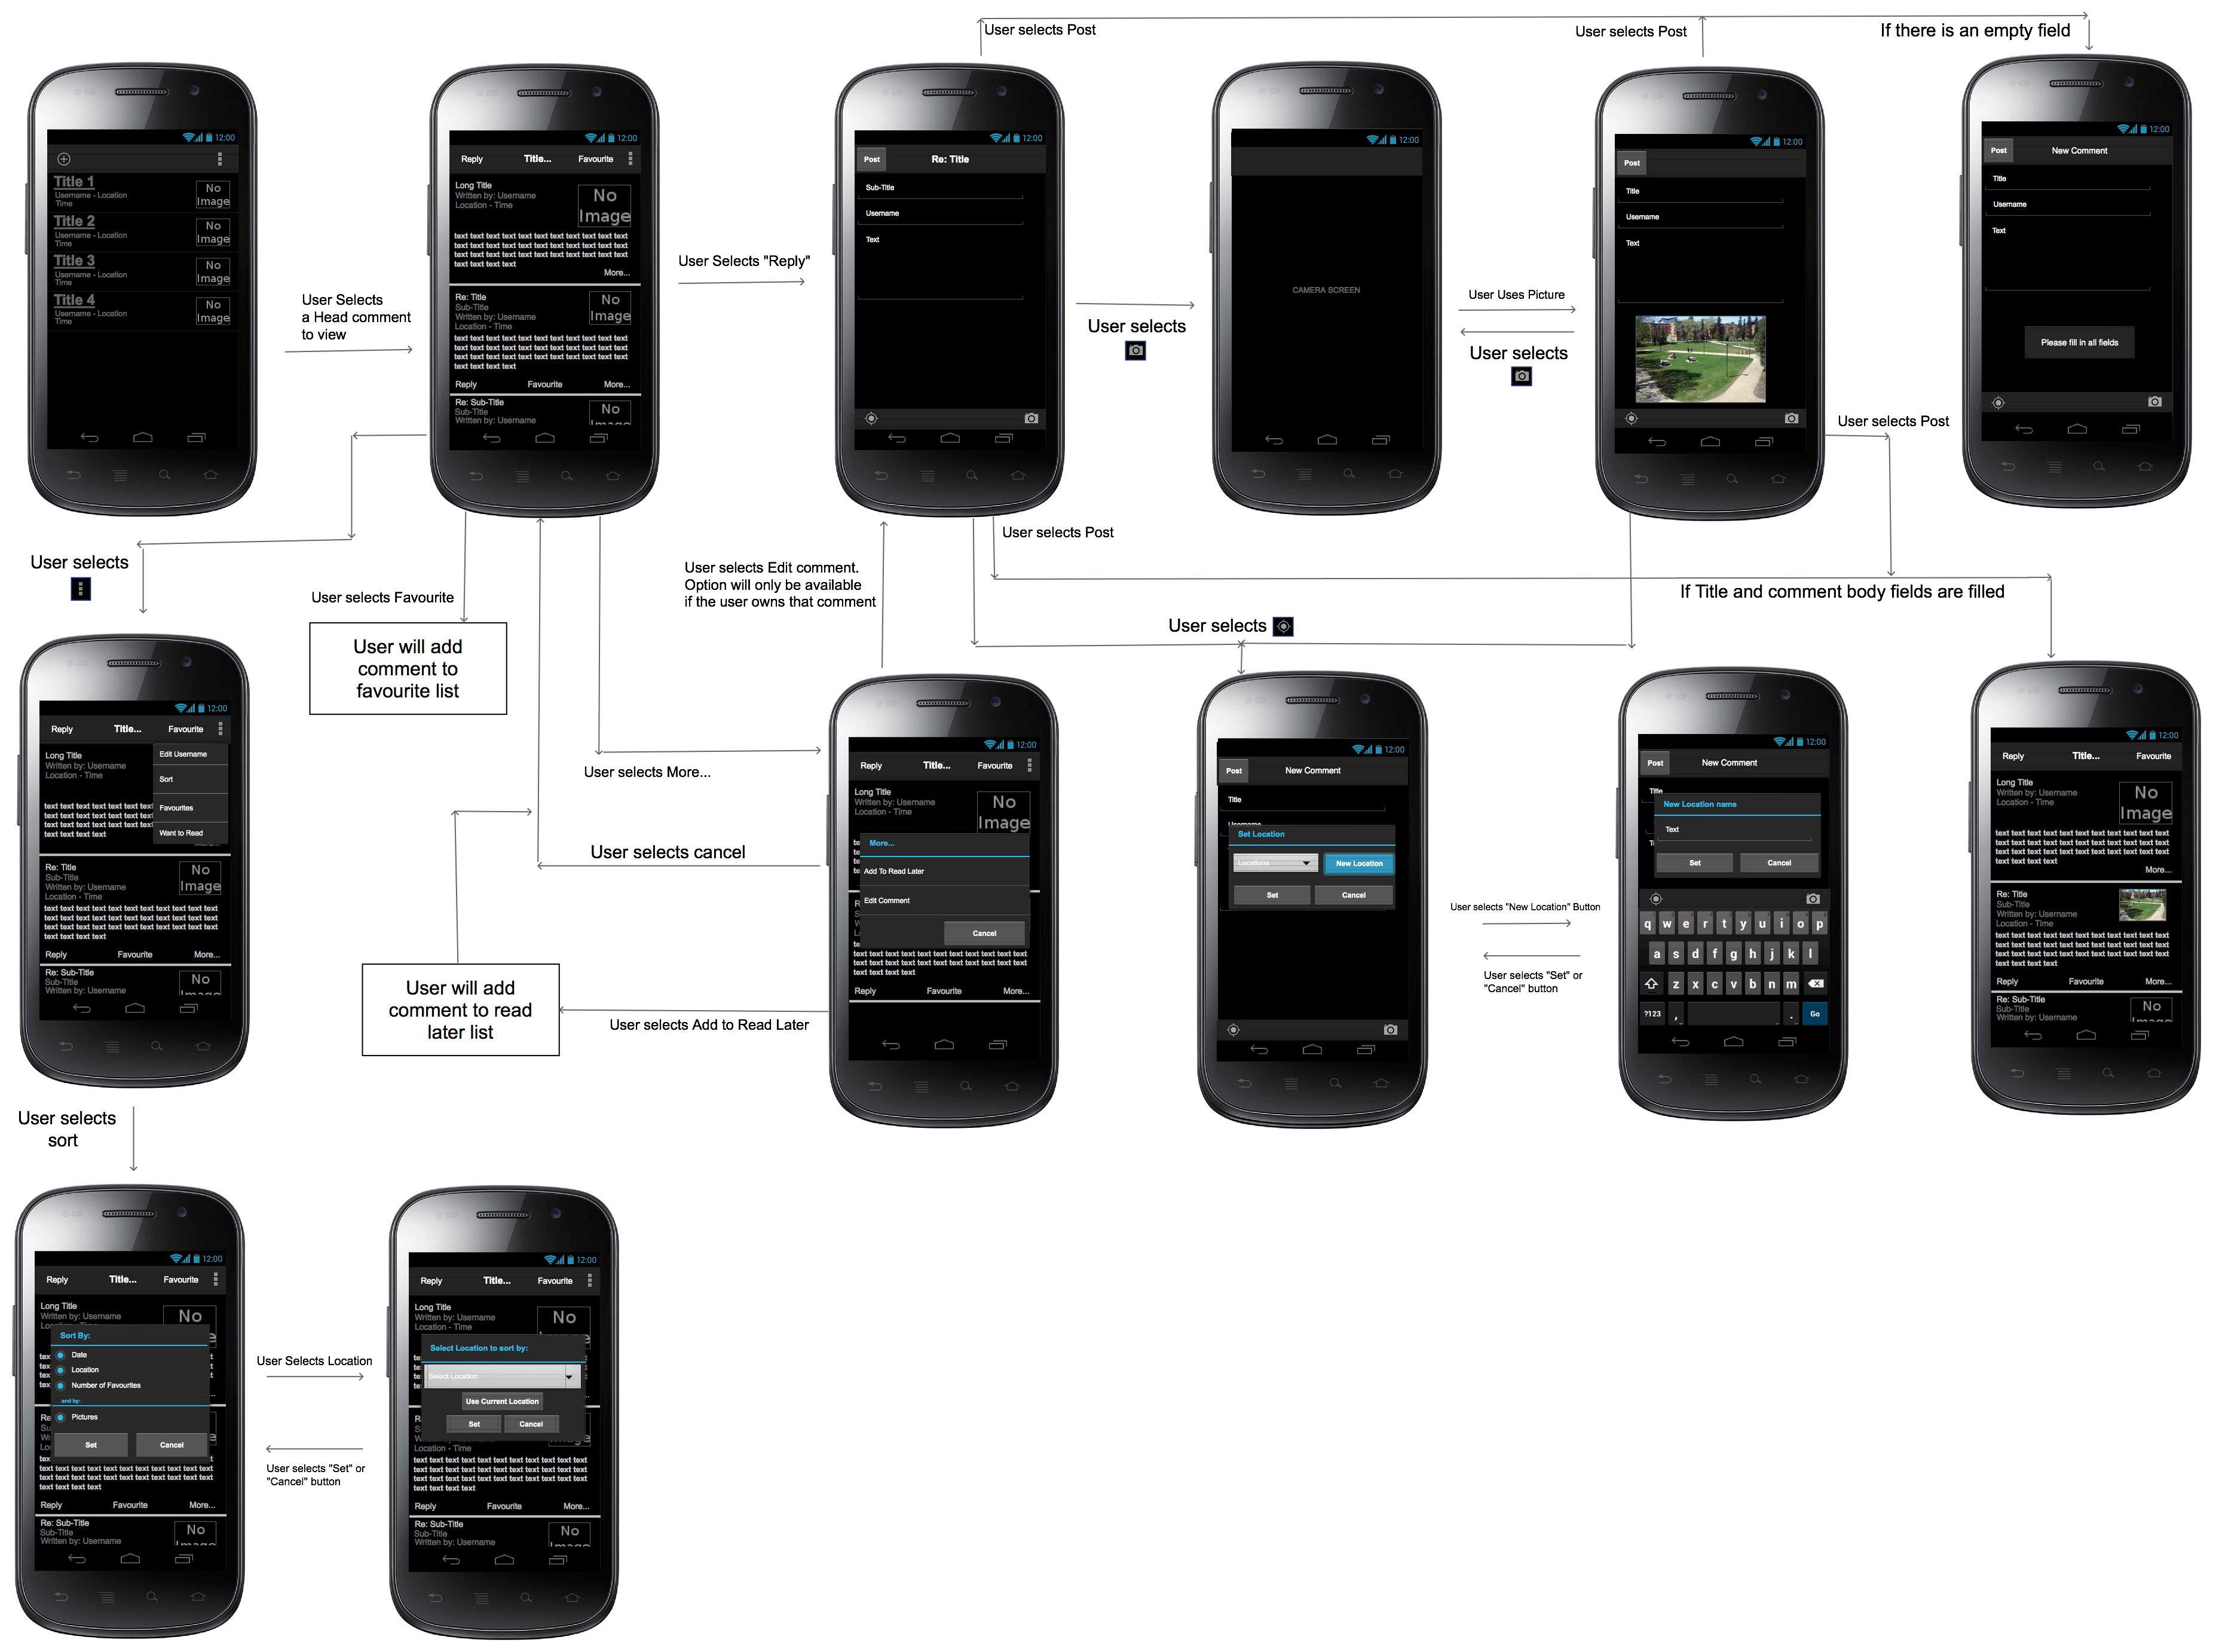 User selects Post
User selects Post
If there is an empty field
12:00
Title 1
Username - Location
Time
No
Image
Title 2
Username - Location
Time
No
Image
Title 3
Username - Location
Time
No
Image
Title 4
Username - Location
Time
No
Image
User Selects
a Head comment
to view
12:00
Reply Title... Favourite
Long Title
Written by: Username
Location - Time
No
Image
text text text text text text text text text text text
text text text text text text text text text text text
text text text text text text text text text text text
text text text text
More...
Re: Title
Sub-Title
Written by: Username
Location - Time
No
Image
text text text text text text text text text text text
text text text text text text text text text text text
text text text text text text text text text text text
text text text text
Reply Favourite More...
Re: Sub-Title
Sub-Title
Written by: Username
No
User Selects "Reply"
12:00
Post Re: Title
Sub-Title
Username
Text
User selects
12:00
CAMERA SCREEN
User Uses Picture
User selects
12:00
Post
Title
Username
Text
User selects Post
12:00
Post New Comment
Title
Username
Text
Please fill in all fields
User selects
User selects Favourite
User will add
comment to
favourite list
User selects More...
User selects Edit comment.
Option will only be available
if the user owns that comment
User selects Post
If Title and comment body fields are filled
User selects
12:00
Reply Title... Favourite
Long Title
Written by: Username
Location - Time
Edit Username
Sort
Favourites
Want to Read
text text text text text text text
text text text text text text text
text text text text text text text
text text text text
More...
Re: Title
Sub-Title
Written by: Username
Location - Time
No
Image
text text text text text text text text text text text
text text text text text text text text text text text
text text text text text text text text text text text
text text text text
Reply Favourite More...
Re: Sub-Title
Sub-Title
Written by: Username
No
User selects cancel
User will add
comment to read
later list
User selects Add to Read Later
12:00
Reply Title... Favourite
Long Title
Written by: Username
Location - Time
No
Image
More...
Add To Read Later
Edit Comment
Cancel
text text text text text text text text text text text
text text text text text text text text text text text
text text text text
Reply Favourite More...
12:00
Post New Comment
Title
Username
Set Location
Locations New Location
Set Cancel
User selects "New Location" Button
User selects "Set" or
"Cancel" button
12:00
Post New Comment
Title
New Location name
Text
Set Cancel
q w e r t y u i o p
a s d f g h j k l
z x c v b n m
?123 , . Go
12:00
Reply Title... Favourite
Long Title
Written by: Username
Location - Time
No
Image
text text text text text text text text text text text
text text text text text text text text text text text
text text text text text text text text text text text
text text text text
More...
Re: Title
Sub-Title
Written by: Username
Location - Time
text text text text text text text text text text text
text text text text text text text text text text text
text text text text text text text text text text text
text text text text
Reply Favourite More...
Re: Sub-Title
Sub-Title
Written by: Username
No
User selects
sort
12:00
Reply Title... Favourite
Long Title
Written by: Username
No
Sort By:
Date
Location
Number of Favourites
and by:
Pictures
Set Cancel
text text text text text text text text text text text
text text text text text text text text text text text
text text text text
Reply Favourite More...
Re: Sub-Title
Sub-Title
Written by: Username
No
User Selects Location
User selects "Set" or
"Cancel" button
12:00
Reply Title... Favourite
Long Title
Written by: Username
Location - Time
No
Select Location to sort by:
Select Location
Use Current Location
Set Cancel
Location - Time
text text text text text text text text text text text
text text text text text text text text text text text
text text text text text text text text text text text
text text text text
Reply Favourite More...
Re: Sub-Title
Sub-Title
Written by: Username
No